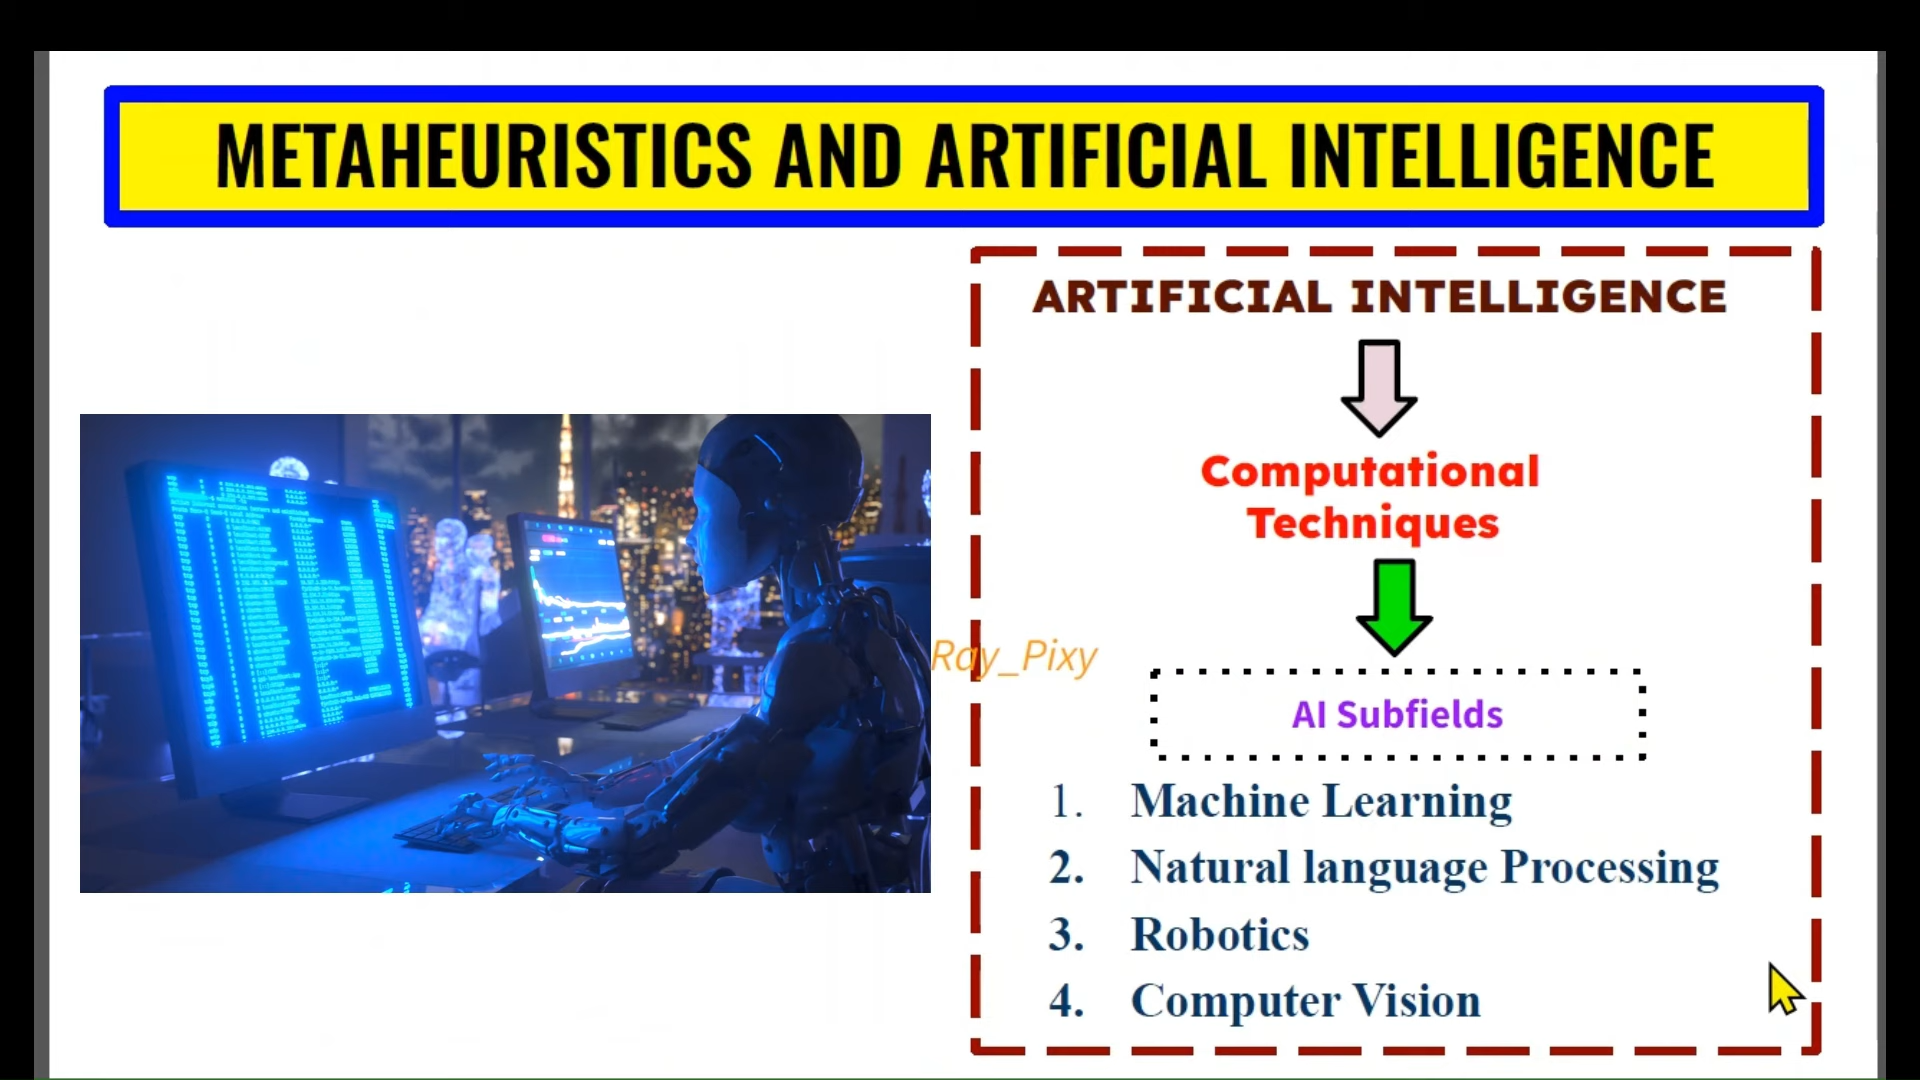 METAHEURISTICS AND ARTIFICIAL INTELLIGENCE
ARTIFICIAL INTELLIGENCE
Computational
Techniques
Ray_Pixy
AI Subfields
1. Machine Learning
2. Natural language Processing
3. Robotics
4. Computer Vision